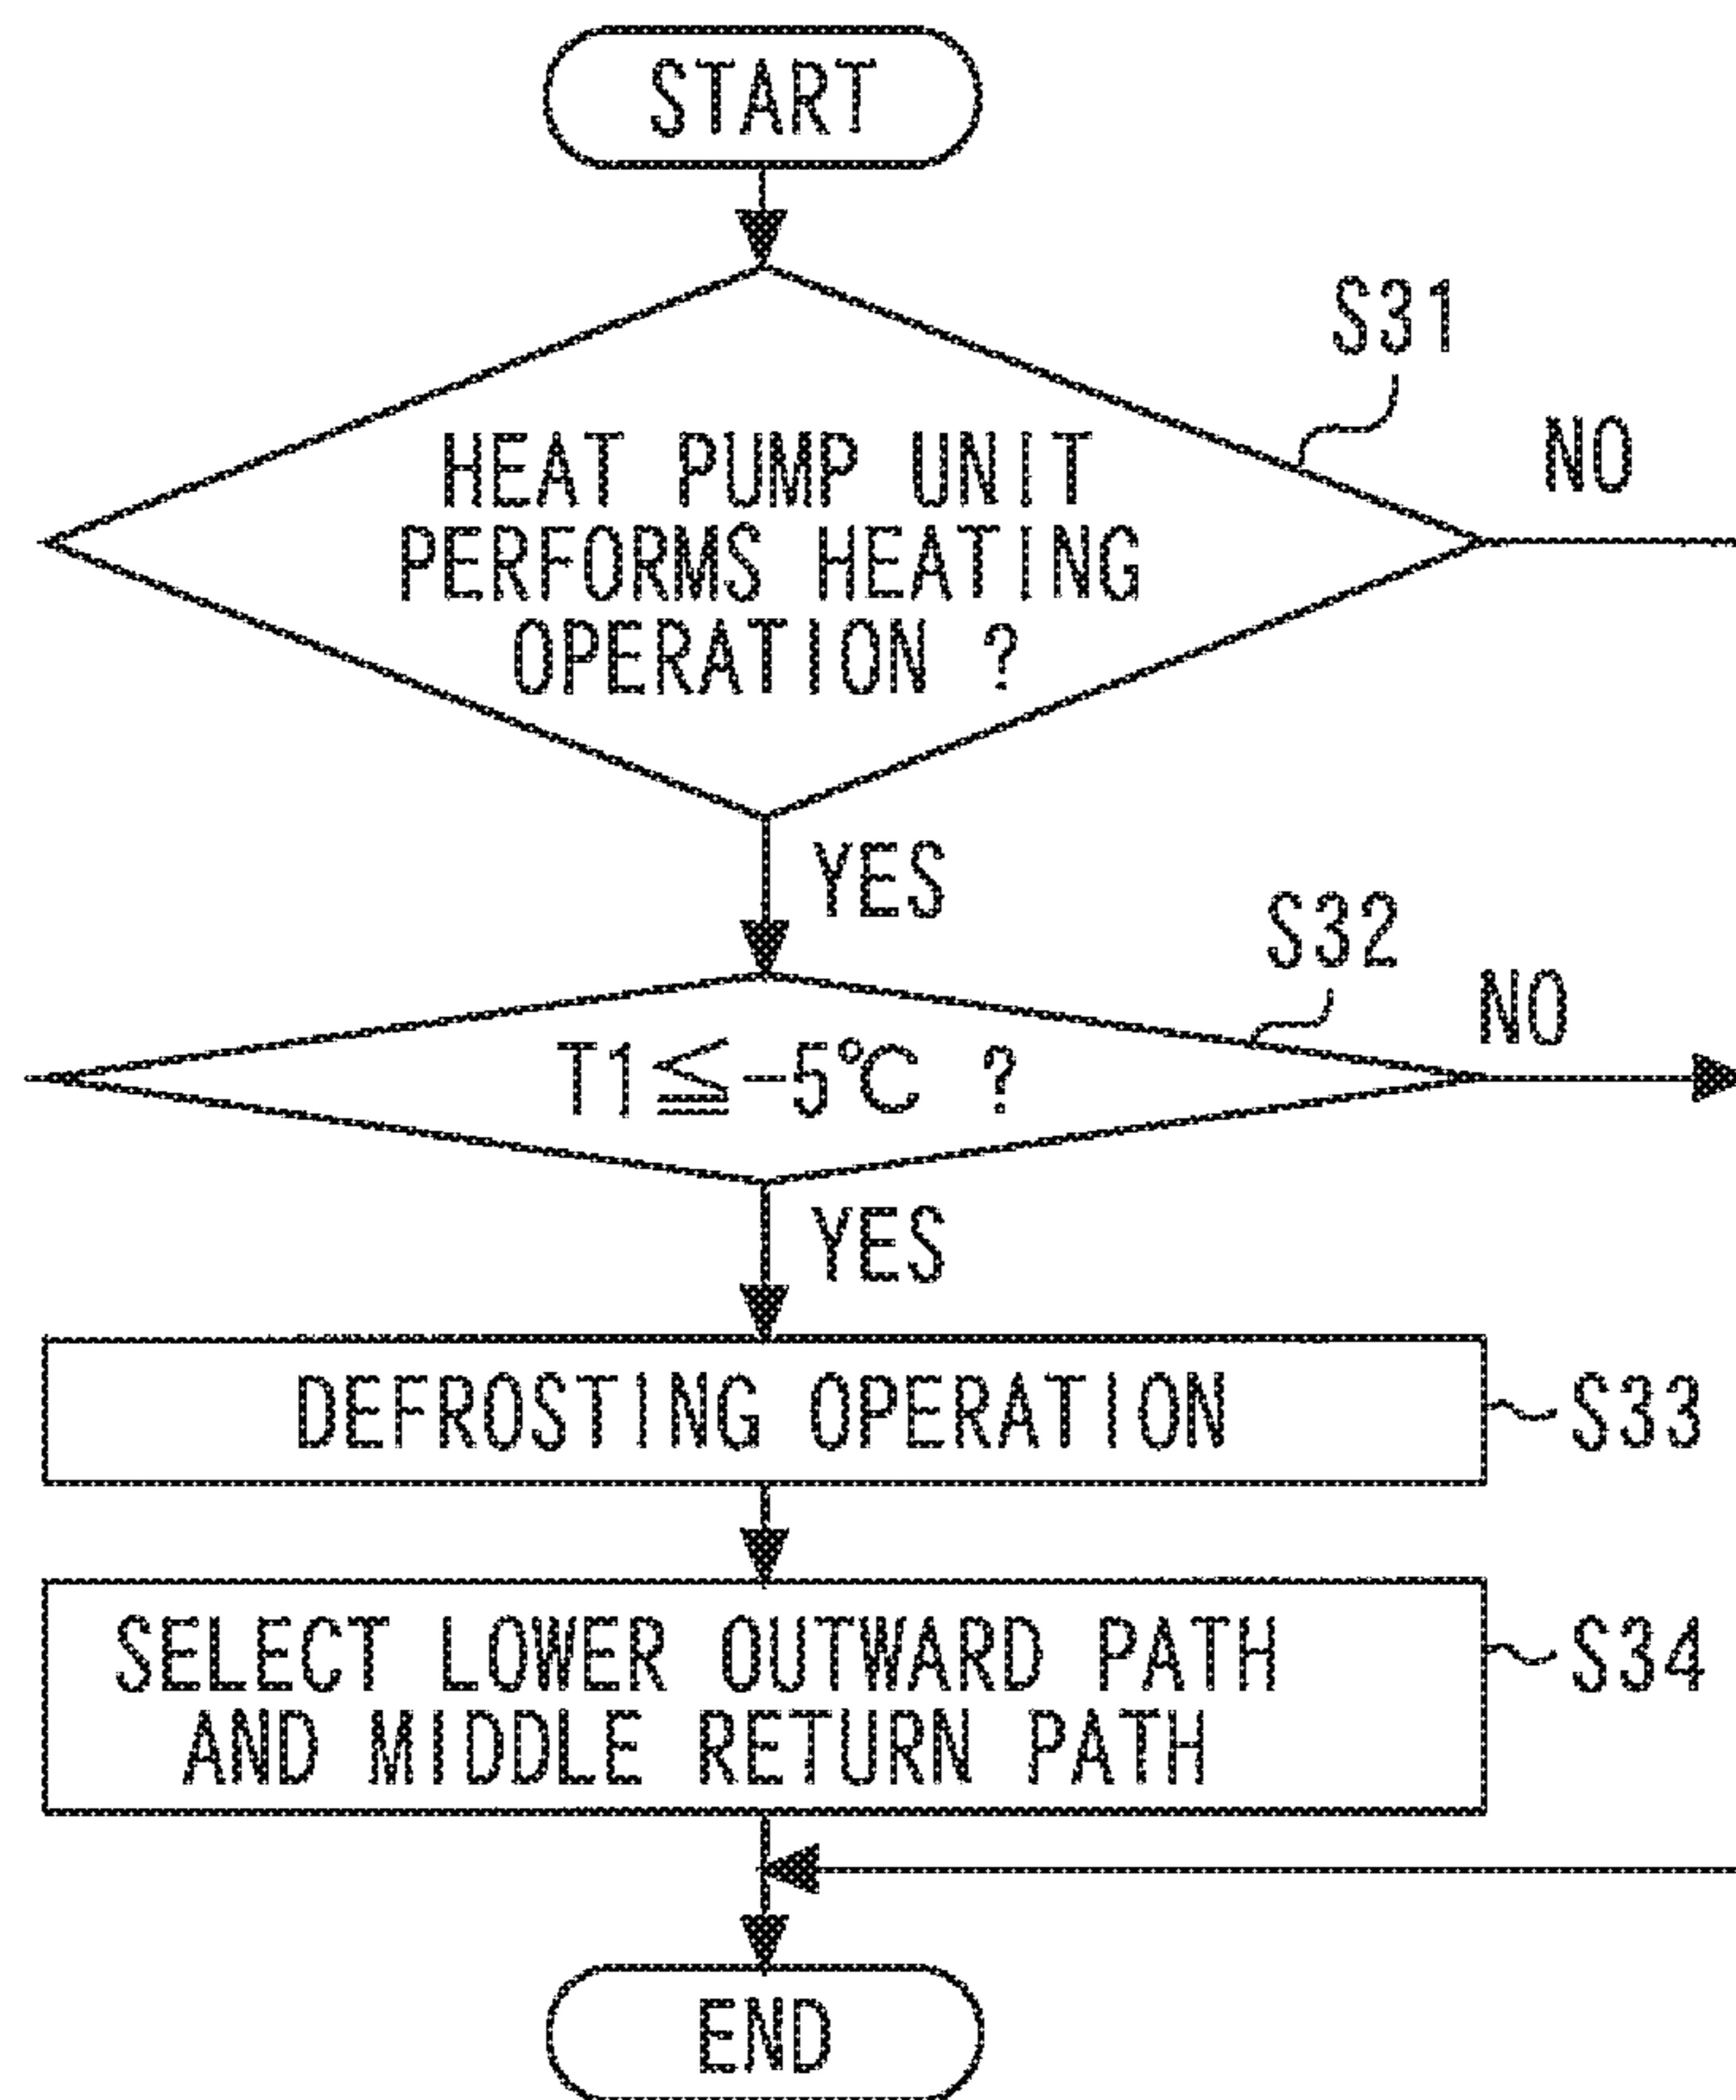 START
S31
NO
HEAT PUMP UNIT
PERFORMS HEATING
OPERATION ?
YES
S32
NO
T1≦-5℃ ?
YES
DEFROSTING OPERATION
S33
SELECT LOWER OUTWARD PATH
AND MIDDLE RETURN PATH
S34
END